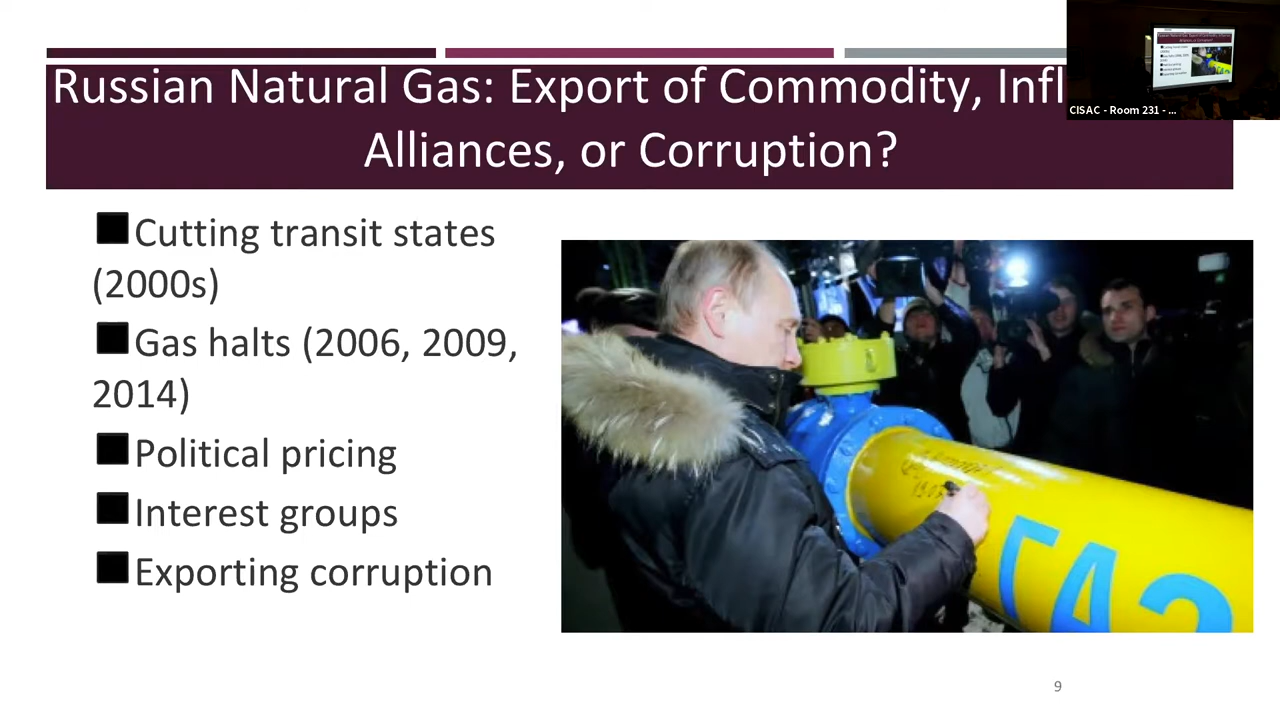 Russian Natural Gas: Export of Commodity, Infl
Alliances, or Corruption?
CISAC - Room 231 - ...
Cutting transit states
(2000s)
Gas halts (2006, 2009,
2014)
Political pricing
Interest groups
Exporting corruption
ГАЗ
9